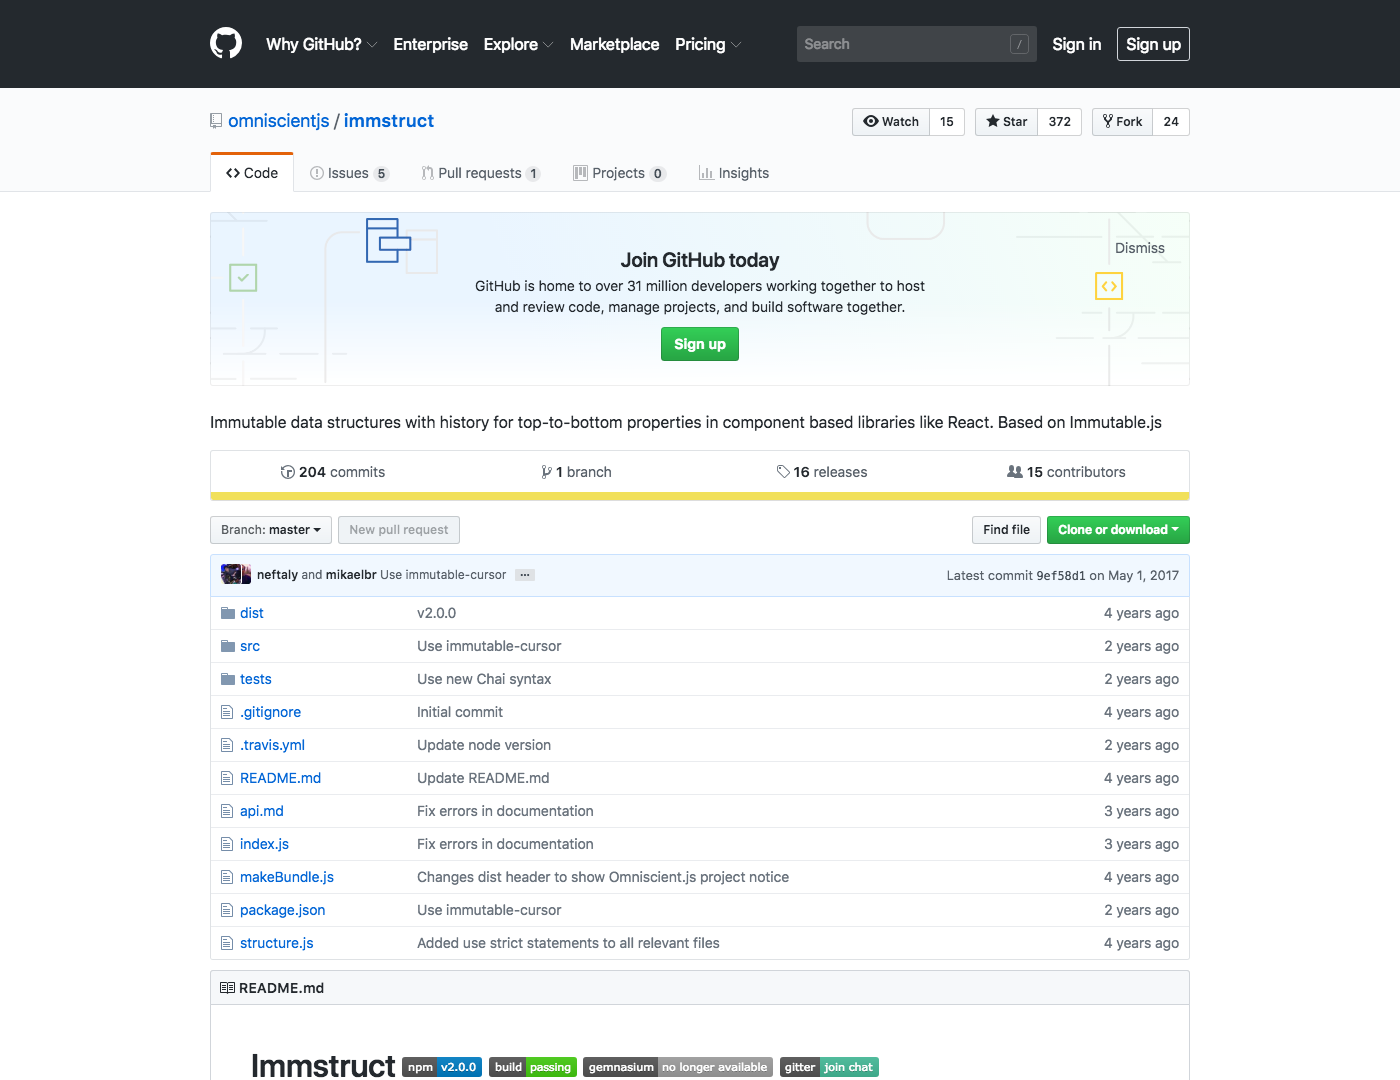 Why GitHub? Enterprise Explore Marketplace Pricing Search / Sign in Sign up
omniscientjs / immstruct Watch 15 Star 372 Fork 24
Code Issues 5 Pull requests 1 Projects 0 Insights
Dismiss
Join GitHub today
GitHub is home to over 31 million developers working together to host
and review code, manage projects, and build software together.
Sign up
Immutable data structures with history for top-to-bottom properties in component based libraries like React. Based on Immutable.js
204 commits 1 branch 16 releases 15 contributors
Branch: master New pull request Find file Clone or download
neftaly and mikaelbr Use immutable-cursor ... Latest commit 9ef58d1 on May 1, 2017
dist v2.0.0 4 years ago
src Use immutable-cursor 2 years ago
tests Use new Chai syntax 2 years ago
.gitignore Initial commit 4 years ago
.travis.yml Update node version 2 years ago
README.md Update README.md 4 years ago
api.md Fix errors in documentation 3 years ago
index.js Fix errors in documentation 3 years ago
makeBundle.js Changes dist header to show Omniscient.js project notice 4 years ago
package.json Use immutable-cursor 2 years ago
structure.js Added use strict statements to all relevant files 4 years ago
README.md
Immstruct npm v2.0.0 build passing gemnasium no longer available gitter join chat